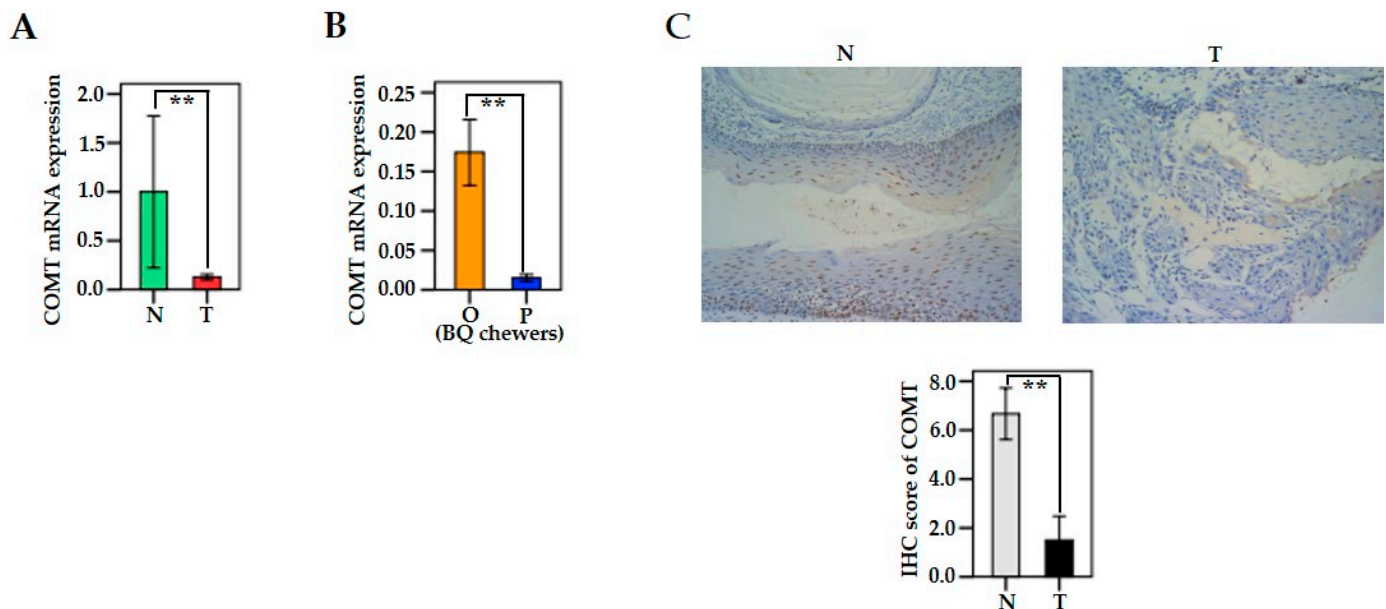 A
COMT mRNA expression
2.0
1.5
1.0
0.5
0.0
**
N
T
B
COMT mRNA expression
0.25
0.20
0.15
0.10
0.05
0.00
**
O
P
(BQ chewers)
C
N
T
IHC score of COMT
8.0
6.0
4.0
2.0
0.0
**
N
T